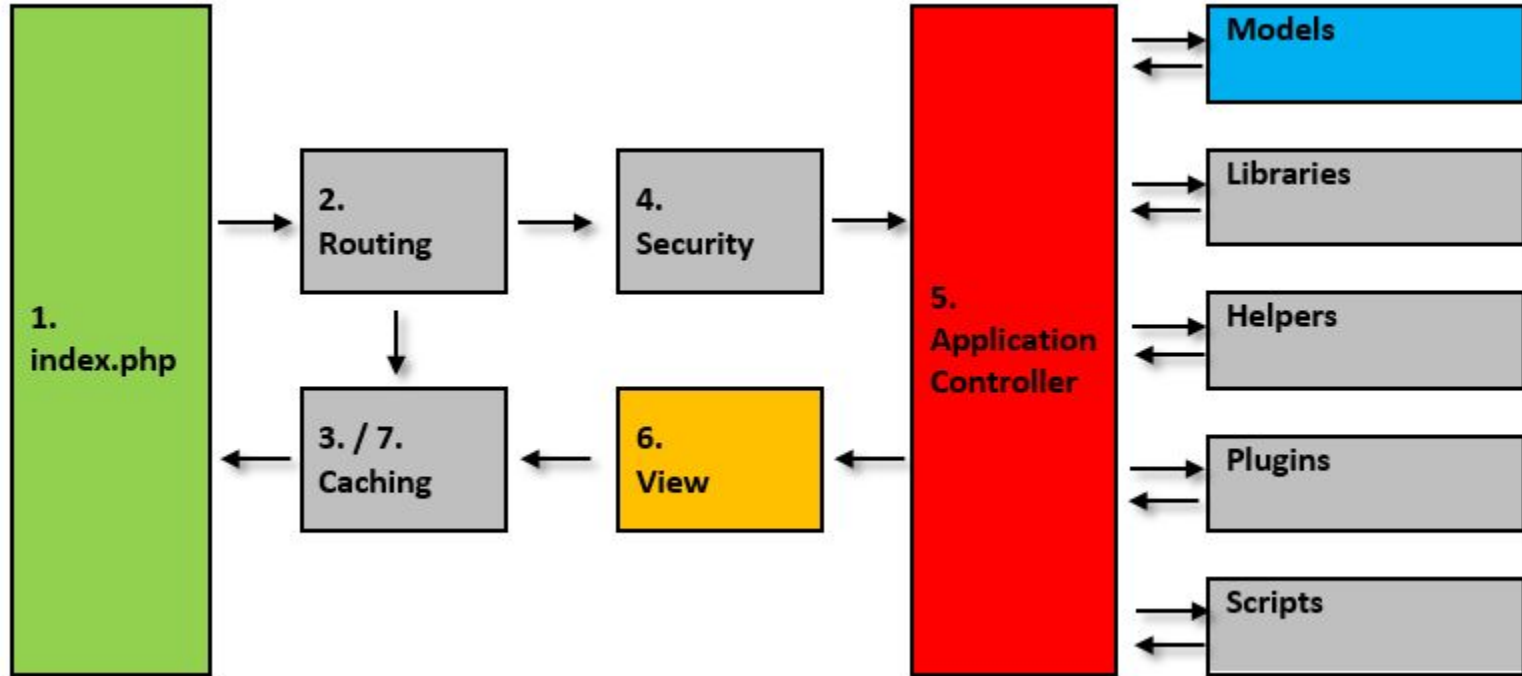 1.
index.php
2.
Routing
3. / 7.
Caching
4.
Security
6.
View
5.
Application
Controller
Models
Libraries
Helpers
Plugins
Scripts